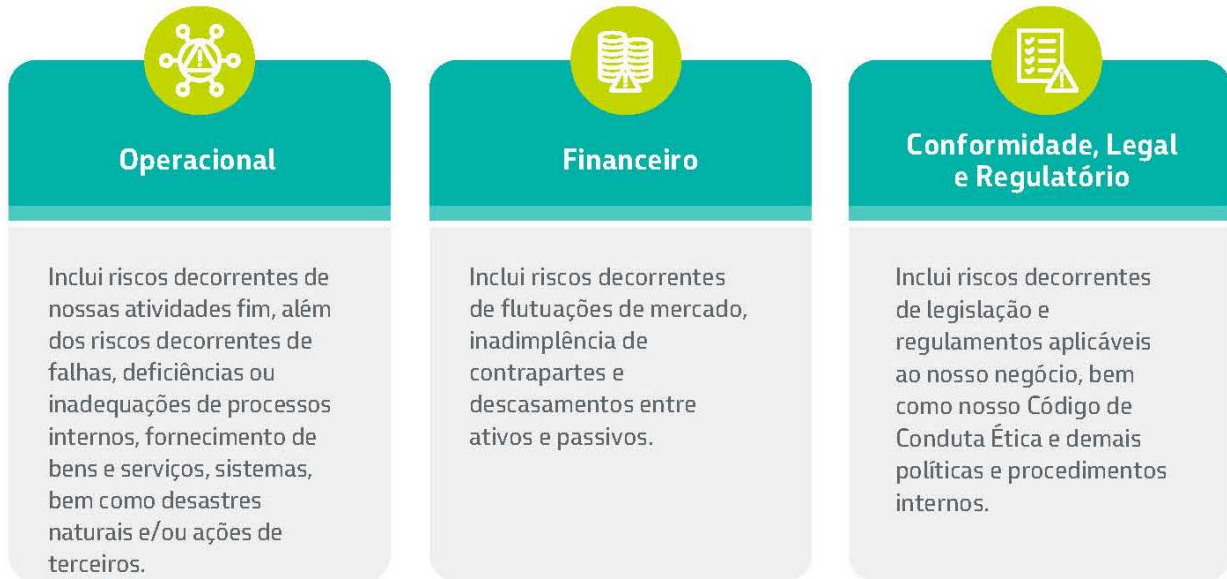 Operacional
Inclui riscos decorrentes de
nossas atividades fim, além
dos riscos decorrentes de
falhas, deficiências ou
inadequações de processos
internos, fornecimento de
bens e serviços, sistemas,
bem como desastres
naturais e/ou ações de
terceiros.
Financeiro
Inclui riscos decorrentes
de flutuações de mercado,
inadimplência de
contrapartes e
descasamentos entre
ativos e passivos.
Conformidade, Legal
e Regulatório
Inclui riscos decorrentes
de legislação e
regulamentos aplicáveis
ao nosso negócio, bem
como nosso Código de
Conduta Ética e demais
políticas e procedimentos
internos.